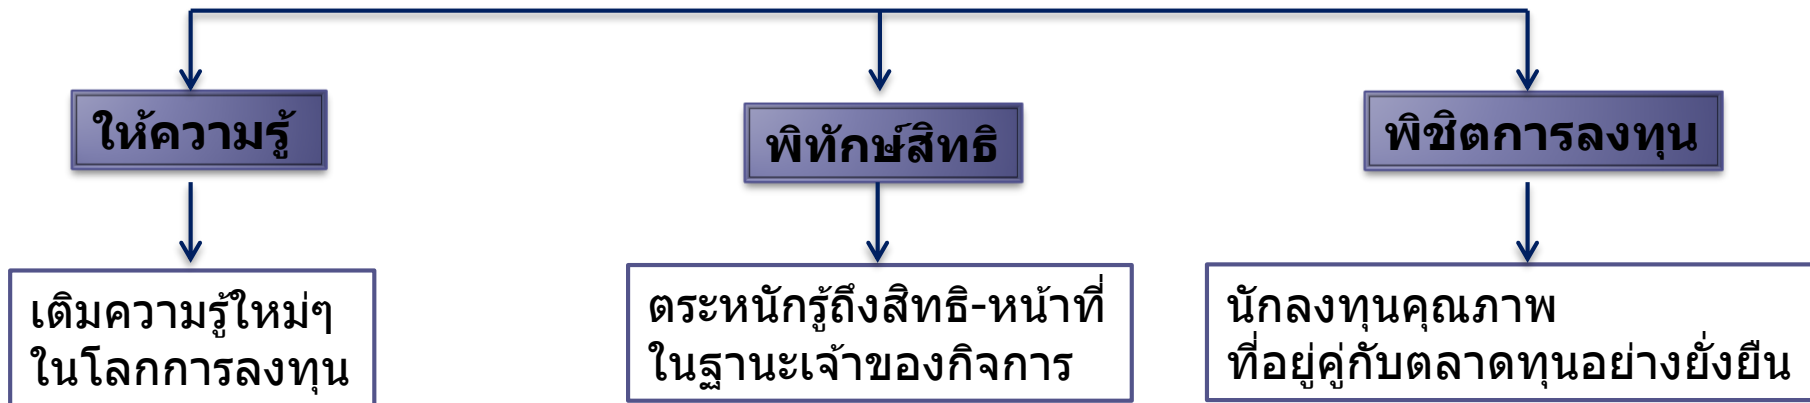 ให้ความรู้
พิทักษ์สิทธิ
พิชิตการลงทุน
เติมความรู้ใหม่ๆ
ในโลกการลงทุน
ตระหนักรู้ถึงสิทธิ-หน้าที่
ในฐานะเจ้าของกิจการ
นักลงทุนคุณภาพ
ที่อยู่คู่กับตลาดทุนอย่างยั่งยืน